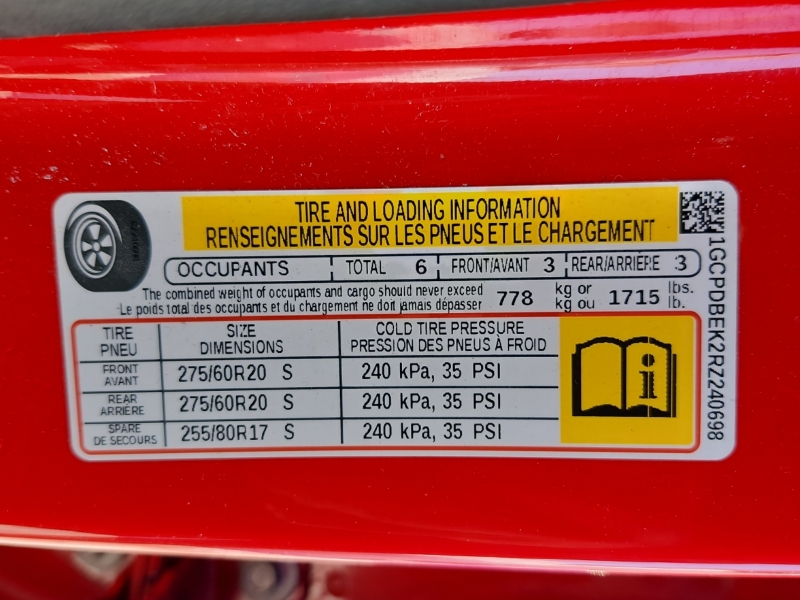 TIRE AND LOADING INFORMATION
RENSEIGNEMENTS SUR LES PNEUS ET LE CHARGEMENT
OCCUPANTS TOTAL 6 FRONT/AVANT 3 REAR/ARRIÈRE 3
The combined weight of occupants and cargo should never exceed 778 kg or 1715 lbs.
Le poids total des occupants et du chargement ne doit jamais dépasser kg ou lb.
TIRE SIZE COLD TIRE PRESSURE
PNEU DIMENSIONS PRESSION DES PNEUS À FROID
FRONT
AVANT 275/60R20 S 240 kPa, 35 PSI
REAR
ARRIÈRE 275/60R20 S 240 kPa, 35 PSI
SPARE
DE SECOURS 255/80R17 S 240 kPa, 35 PSI
1GCPDBEK2RZ240698